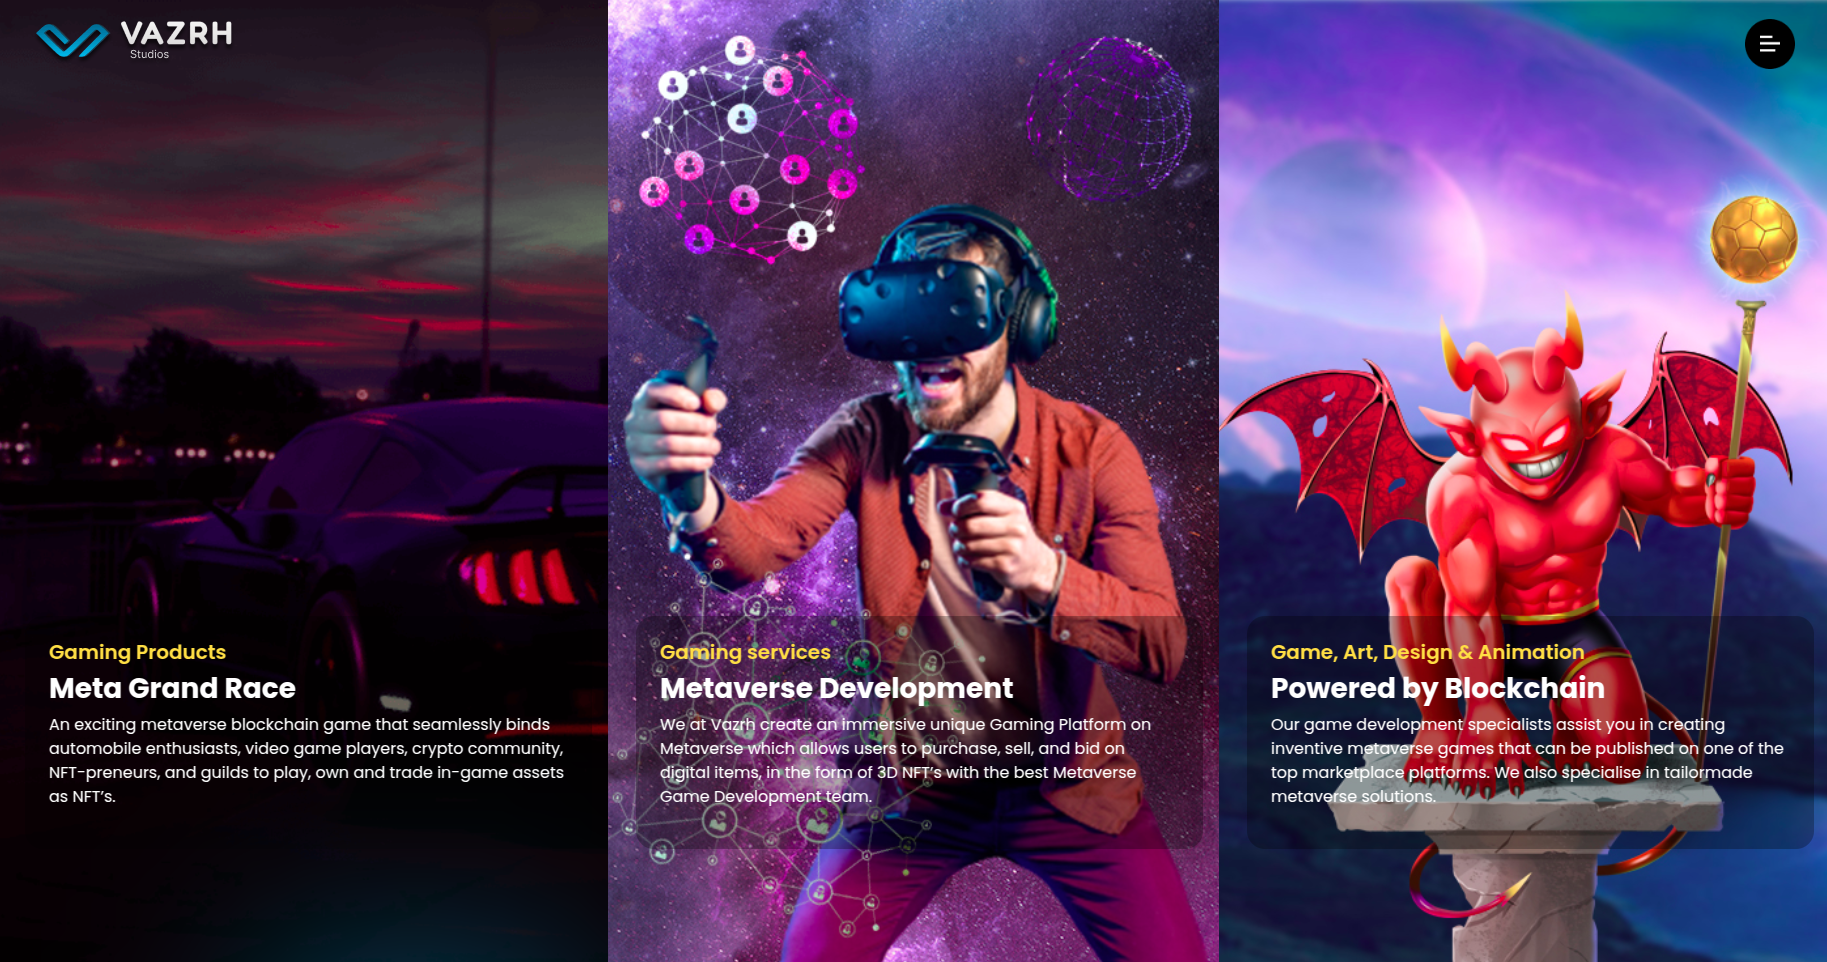 VAZRH
Studios
Gaming Products
Meta Grand Race
An exciting metaverse blockchain game that seamlessly binds
automobile enthusiasts, video game players, crypto community,
NFT-preneurs, and guilds to play, own and trade in-game assets
as NFT's.
Gaming services
Metaverse Development
We at Vazrh create an immersive unique Gaming Platform on
Metaverse which allows users to purchase, sell, and bid on
digital items, in the form of 3D NFT's with the best Metaverse
Game Development team.
Game, Art, Design & Animation
Powered by Blockchain
Our game development specialists assist you in creating
inventive metaverse games that can be published on one of the
top marketplace platforms. We also specialise in tailormade
metaverse solutions.